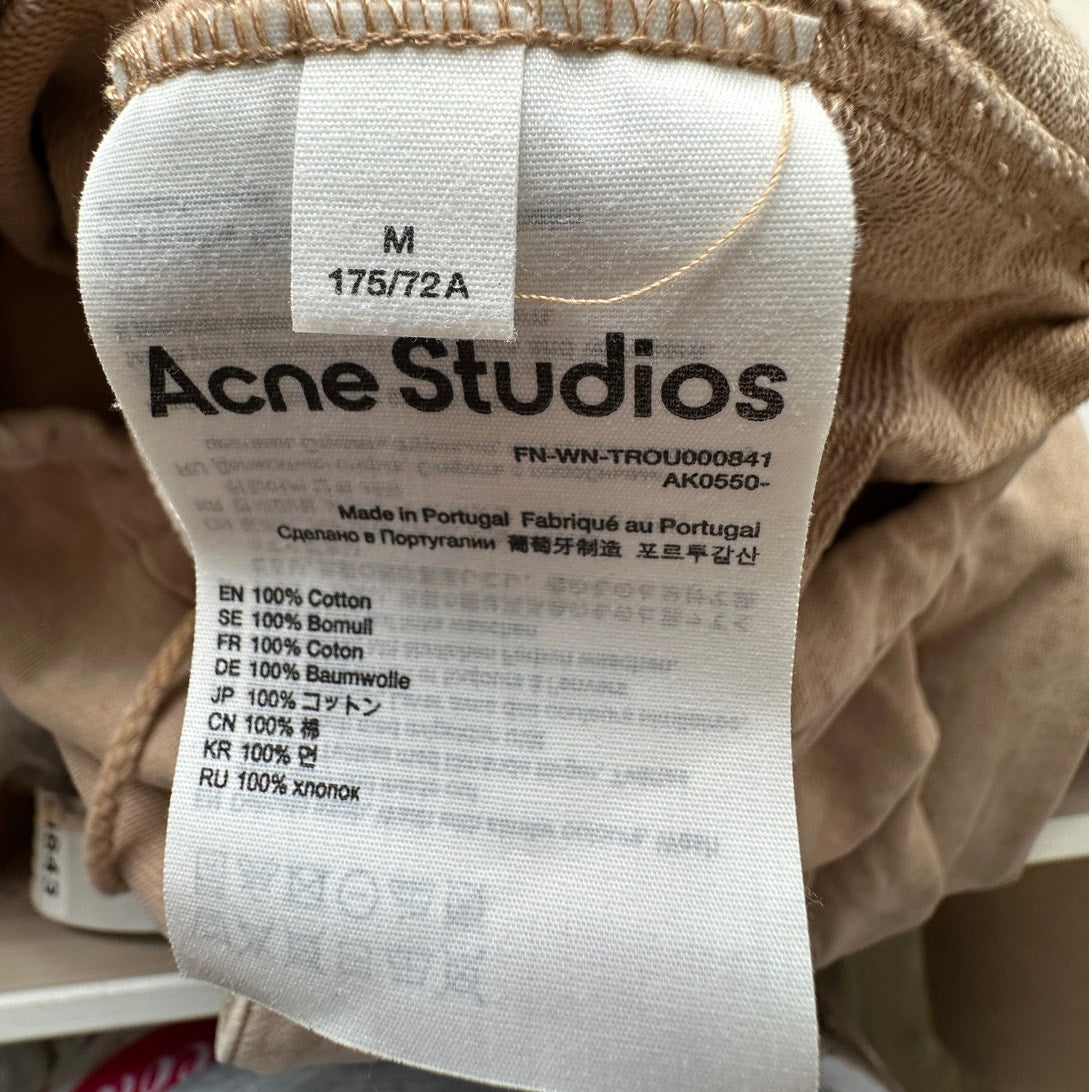 M
175/72A
Acne Studios
FN-WN-TROU000841
AK0550-
Made in Portugal Fabriqué au Portugal
Сделано в Португалии 葡萄牙制造 포르투갈산
EN 100% Cotton
SE 100% Bomull
FR 100% Coton
DE 100% Baumwolle
JP 100% コットン
CN 100% 棉
KR 100% 면
RU 100% хлопок